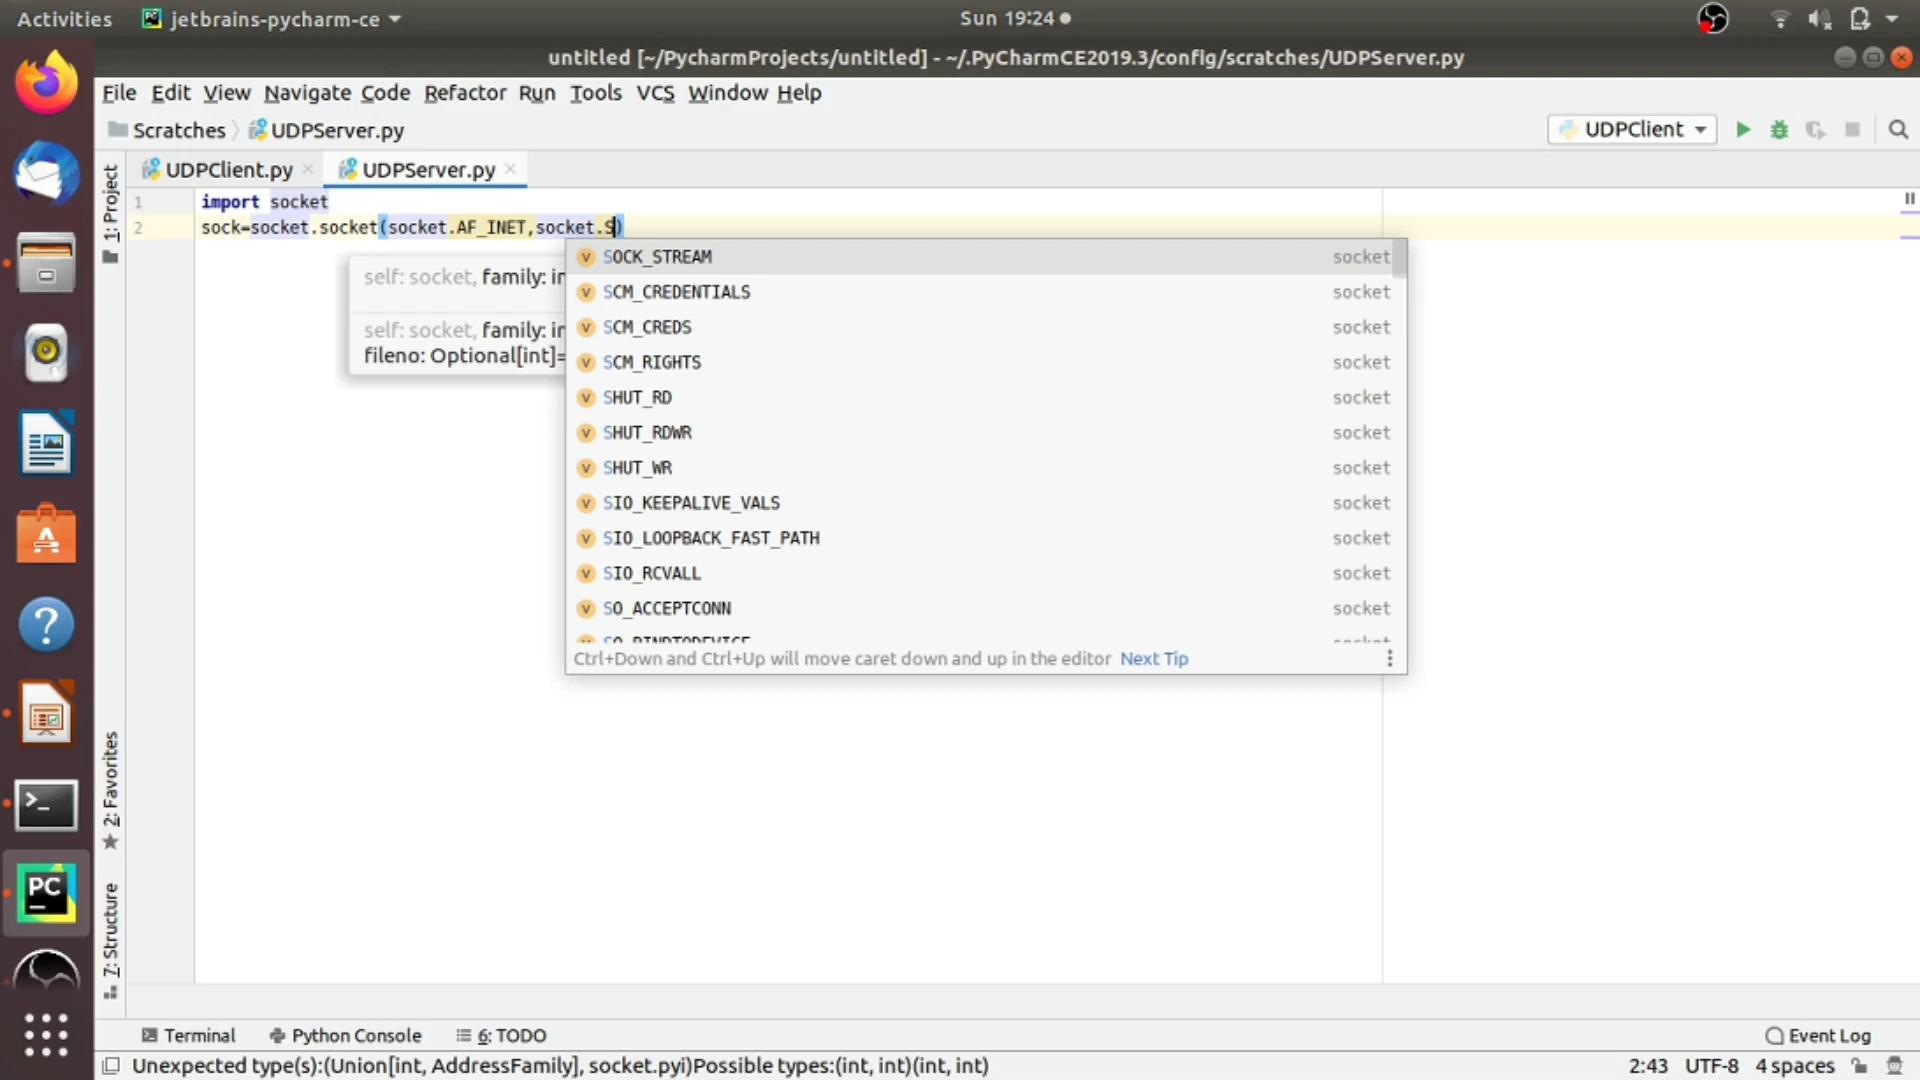 Activities jetbrains-pycharm-ce Sun 19:24
untitled [~/PycharmProjects/untitled] - ~/.PyCharmCE2019.3/config/scratches/UDPServer.py
File Edit View Navigate Code Refactor Run Tools VCS Window Help
Scratches UDPServer.py UDPClient
UDPClient.py UDPServer.py
1: Project
1 import socket
2 sock=socket.socket(socket.AF_INET,socket.S)
self: socket, family: in
self: socket, family: in
fileno: Optional[int]=
SOCK_STREAM socket
SCM_CREDENTIALS socket
SCM_CREDS socket
SCM_RIGHTS socket
SHUT_RD socket
SHUT_RDWR socket
SHUT_WR socket
SIO_KEEPALIVE_VALS socket
SIO_LOOPBACK_FAST_PATH socket
SIO_RCVALL socket
SO_ACCEPTCONN socket
SO_BINDTODEVICE socket
Ctrl+Down and Ctrl+Up will move caret down and up in the editor Next Tip
2: Favorites
PC
7: Structure
Terminal Python Console 6: TODO Event Log
Unexpected type(s):(Union[int, AddressFamily], socket.pyi)Possible types:(int, int)(int, int) 2:43 UTF-8 4 spaces